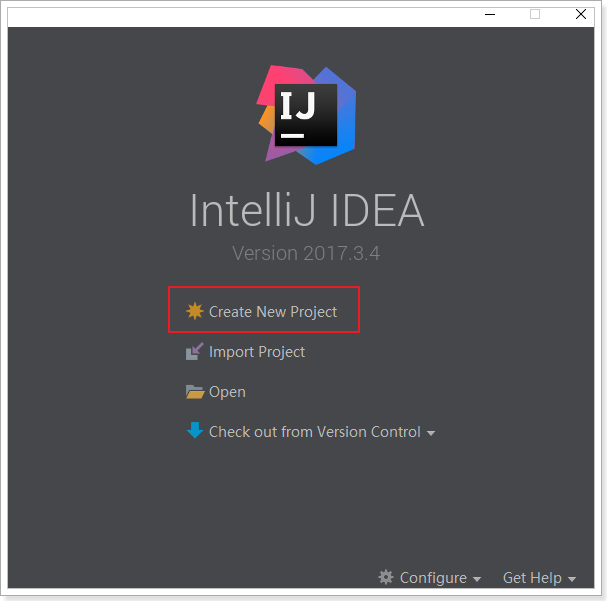 IJ
IntelliJ IDEA
Version 2017.3.4
Create New Project
Import Project
Open
Check out from Version Control
Configure Get Help